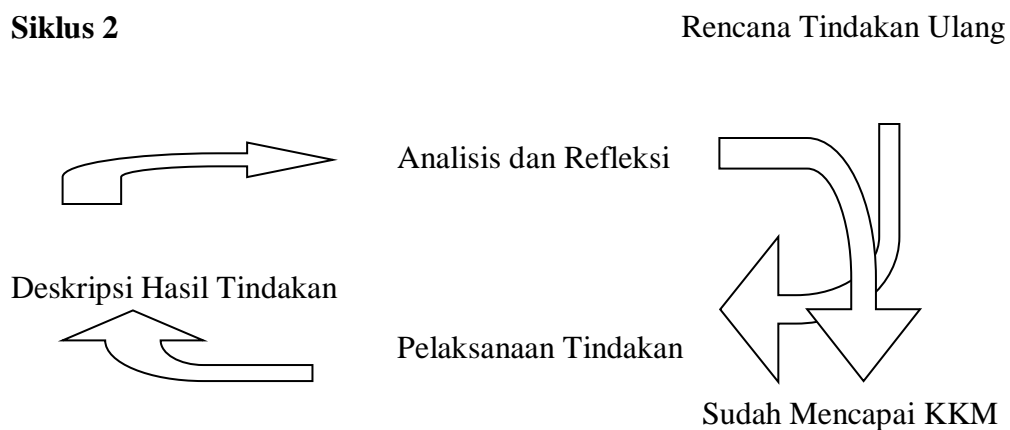 Siklus 2
Rencana Tindakan Ulang
Analisis dan Refleksi
Deskripsi Hasil Tindakan
Pelaksanaan Tindakan
Sudah Mencapai KKM